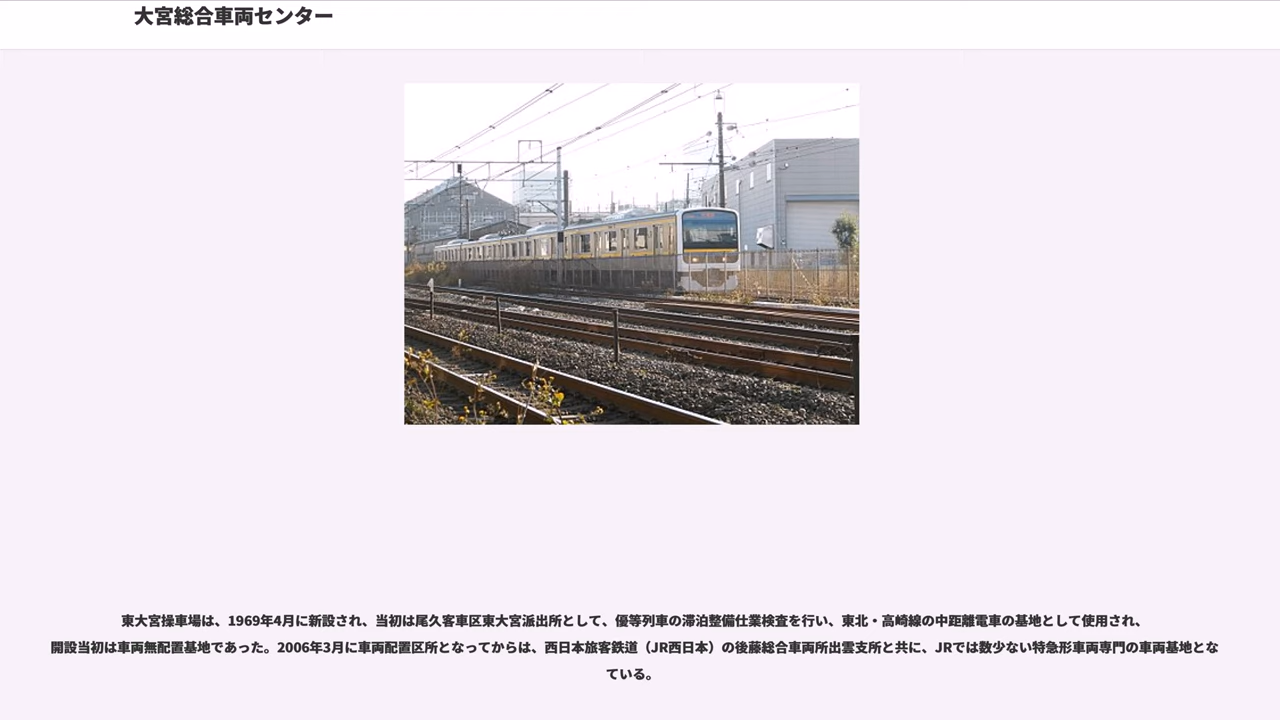 大宮総合車両センター
東大宮操車場は、1969年4月に新設され、当初は尾久客車区東大宮派出所として、優等列車の滞泊整備仕業検査を行い、東北・高崎線の中距離電車の基地として使用され、
開設当初は車両無配置基地であった。2006年3月に車両配置区所となってからは、西日本旅客鉄道（JR西日本）の後藤総合車両所出雲支所と共に、JRでは数少ない特急形車両専門の車両基地とな
ている。